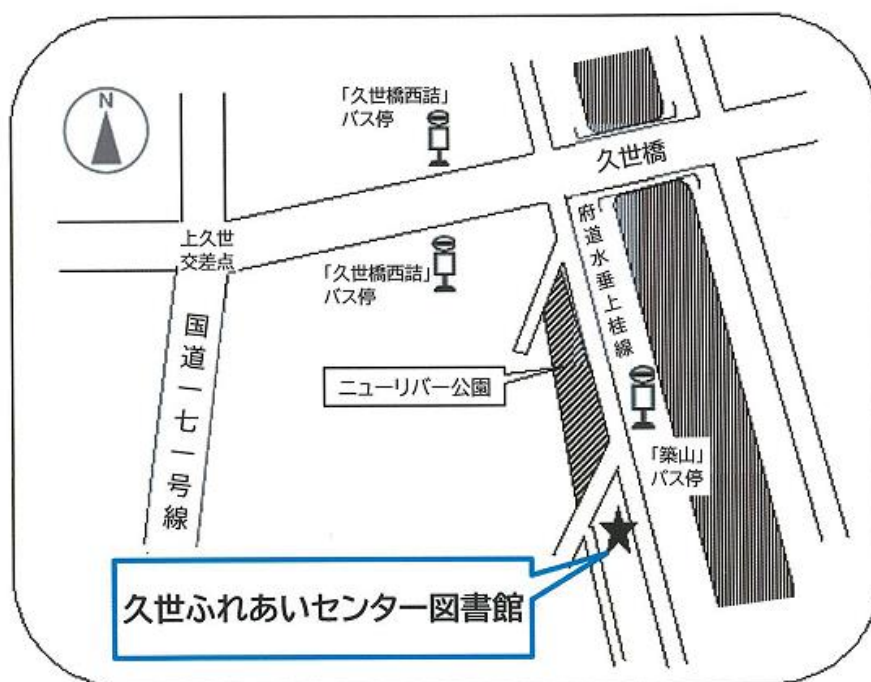 N
「久世橋西詰」
バス停
久世橋
上久世
交差点
「久世橋西詰」
バス停
府道水垂上桂線
国道一七一号線
ニューリバー公園
「築山」
バス停
久世ふれあいセンター図書館